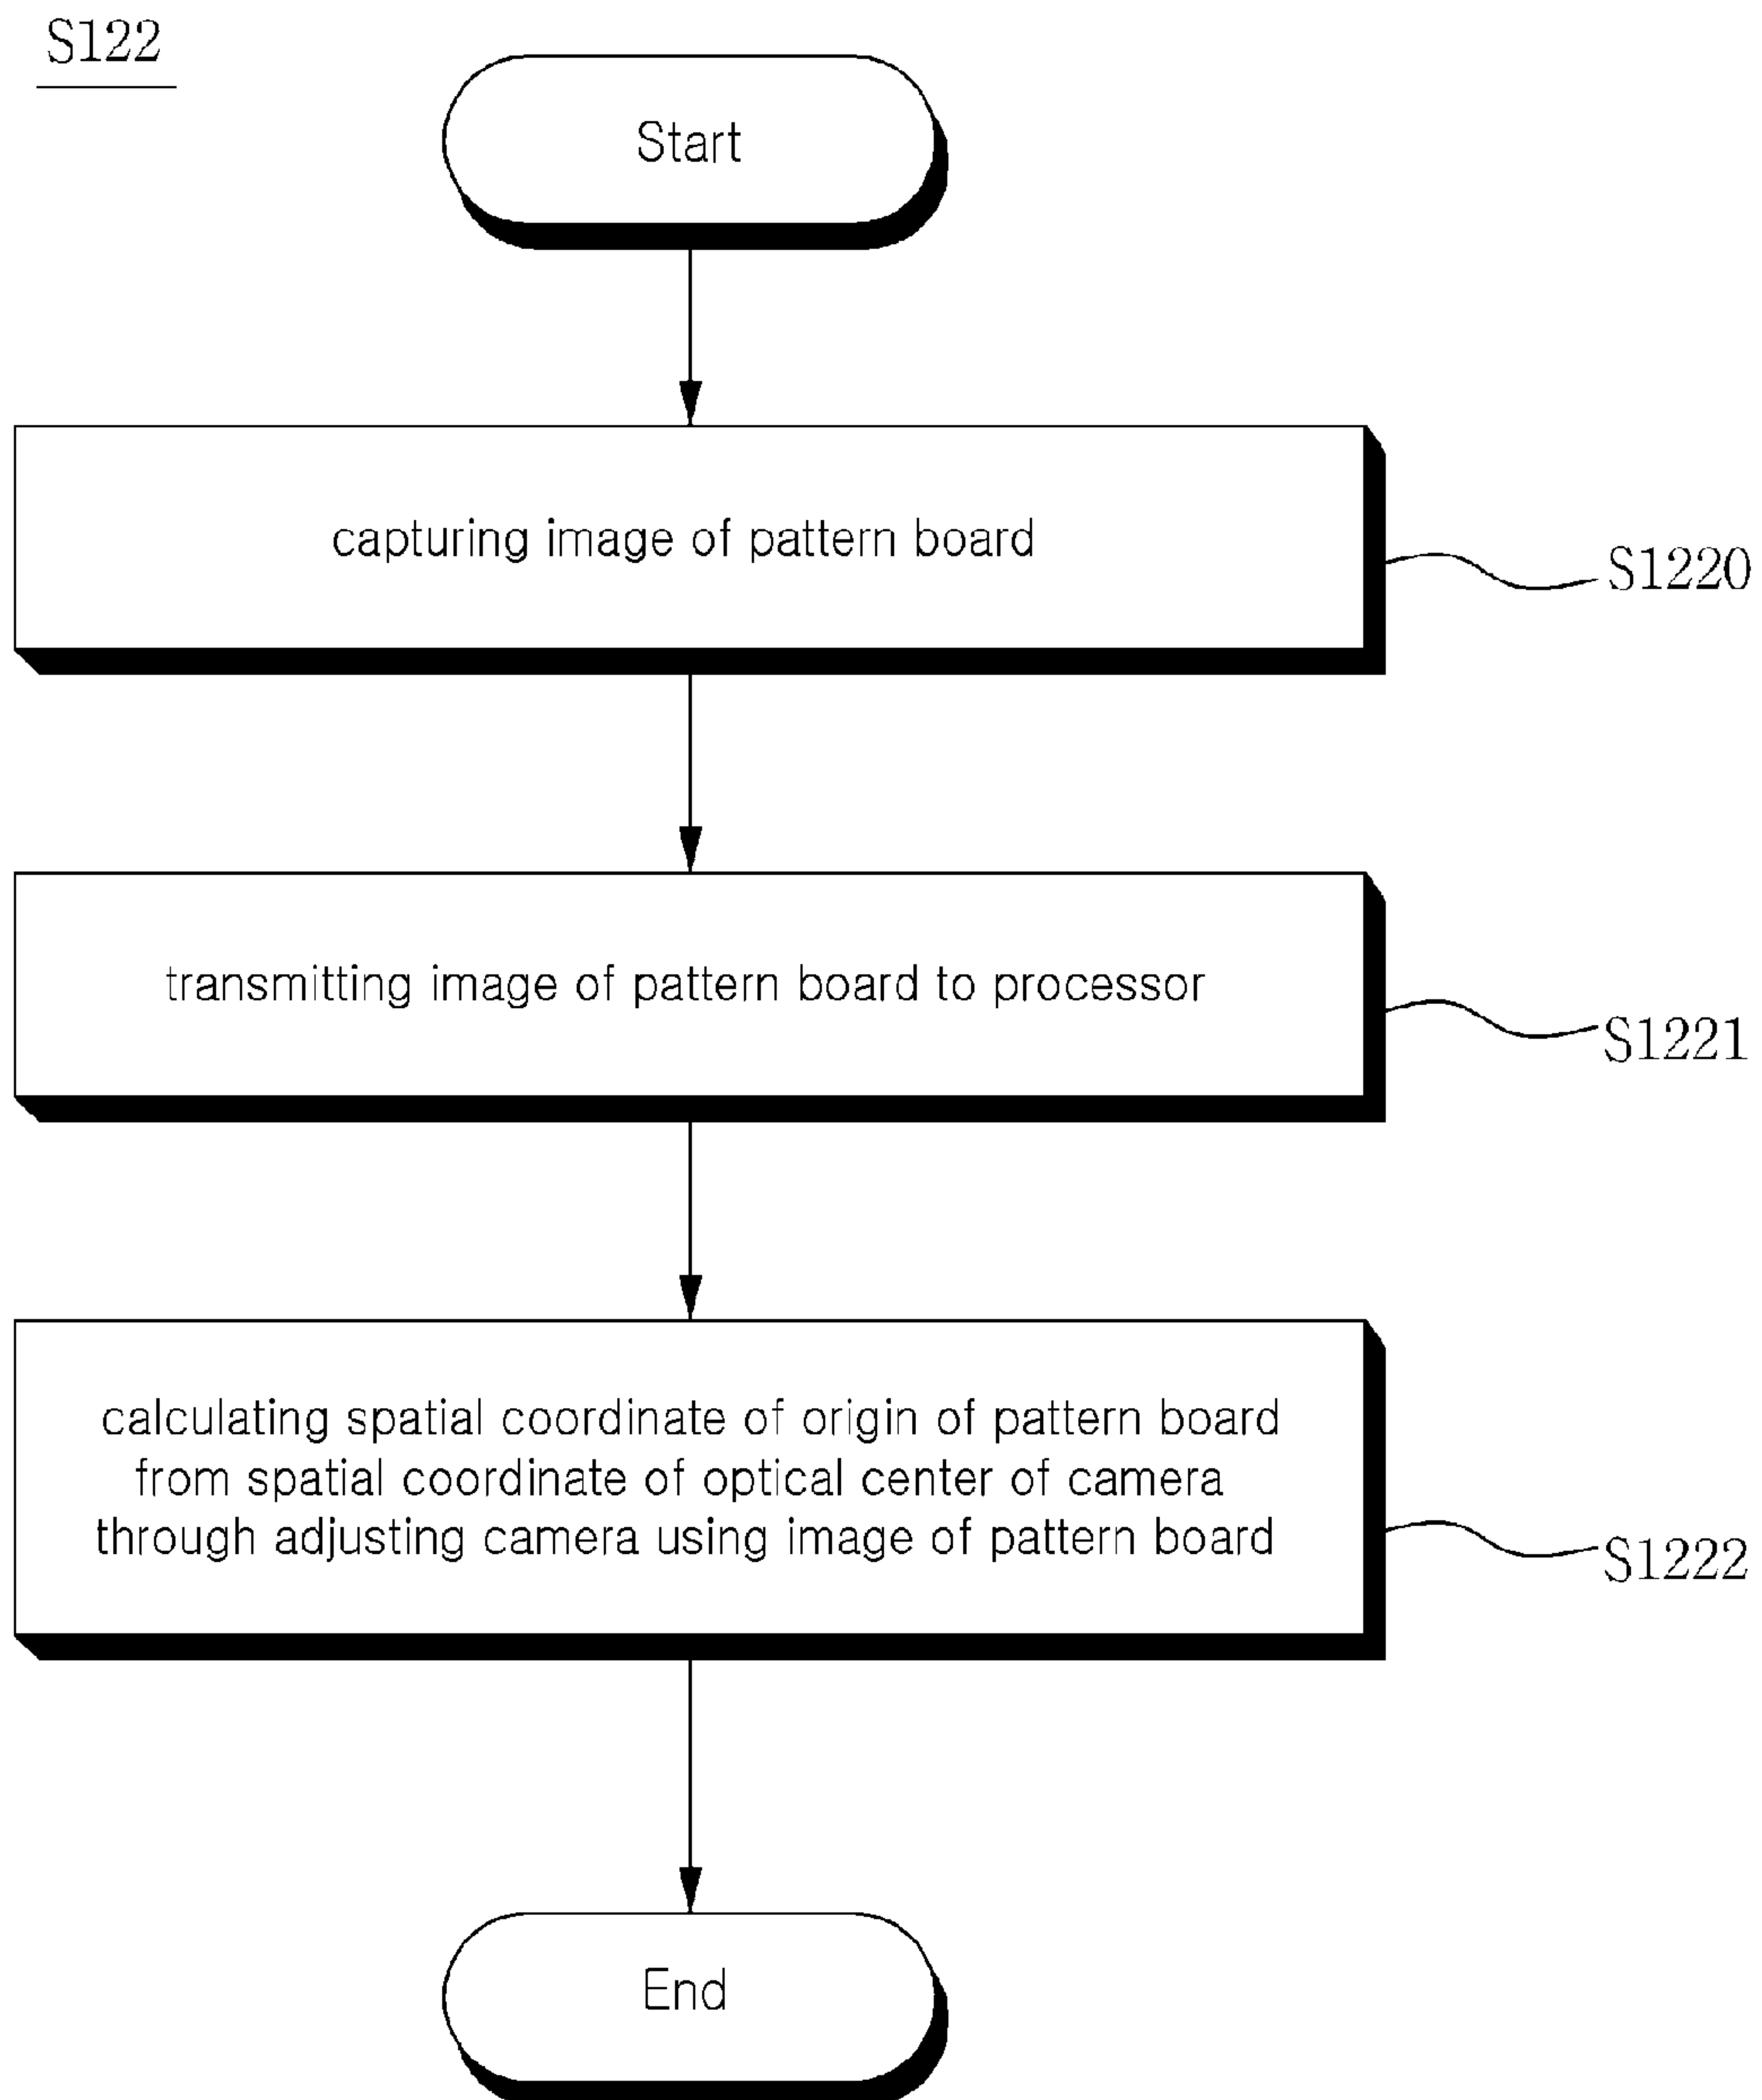 S122
Start
capturing image of pattern board
S1220
transmitting image of pattern board to processor
S1221
calculating spatial coordinate of origin of pattern board
from spatial coordinate of optical center of camera
through adjusting camera using image of pattern board
S1222
End